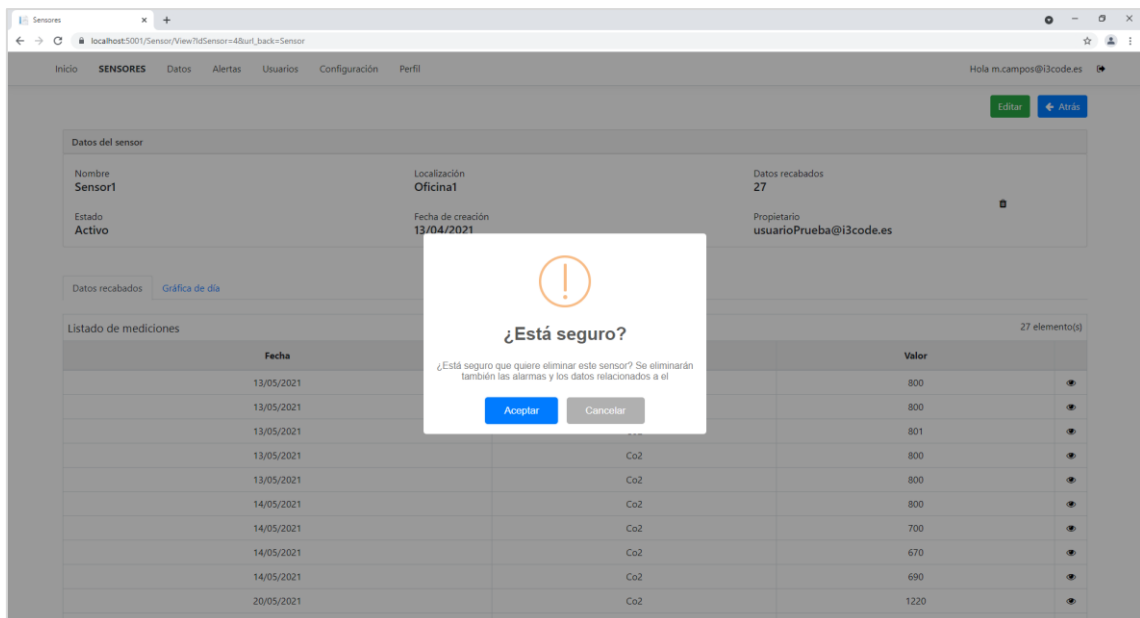 Sensores
localhost:5001/Sensor/View?IdSensor=4&url_back=Sensor
Inicio SENSORES Datos Alertas Usuarios Configuración Perfil Hola m.campos@i3code.es
Editar Atrás
Datos del sensor
Nombre Localización Datos recabados
Sensor1 Oficina1 27
Estado Fecha de creación Propietario
Activo 13/04/2021 usuarioPrueba@i3code.es
Datos recabados Gráfica de día
Listado de mediciones 27 elemento(s)
Fecha Valor
13/05/2021 800
13/05/2021 800
13/05/2021 801
13/05/2021 Co2 800
13/05/2021 Co2 800
14/05/2021 Co2 800
14/05/2021 Co2 700
14/05/2021 Co2 670
14/05/2021 Co2 690
20/05/2021 Co2 1220
¿Está seguro?
¿Está seguro que quiere eliminar este sensor? Se eliminarán
también las alarmas y los datos relacionados a el
Aceptar Cancelar